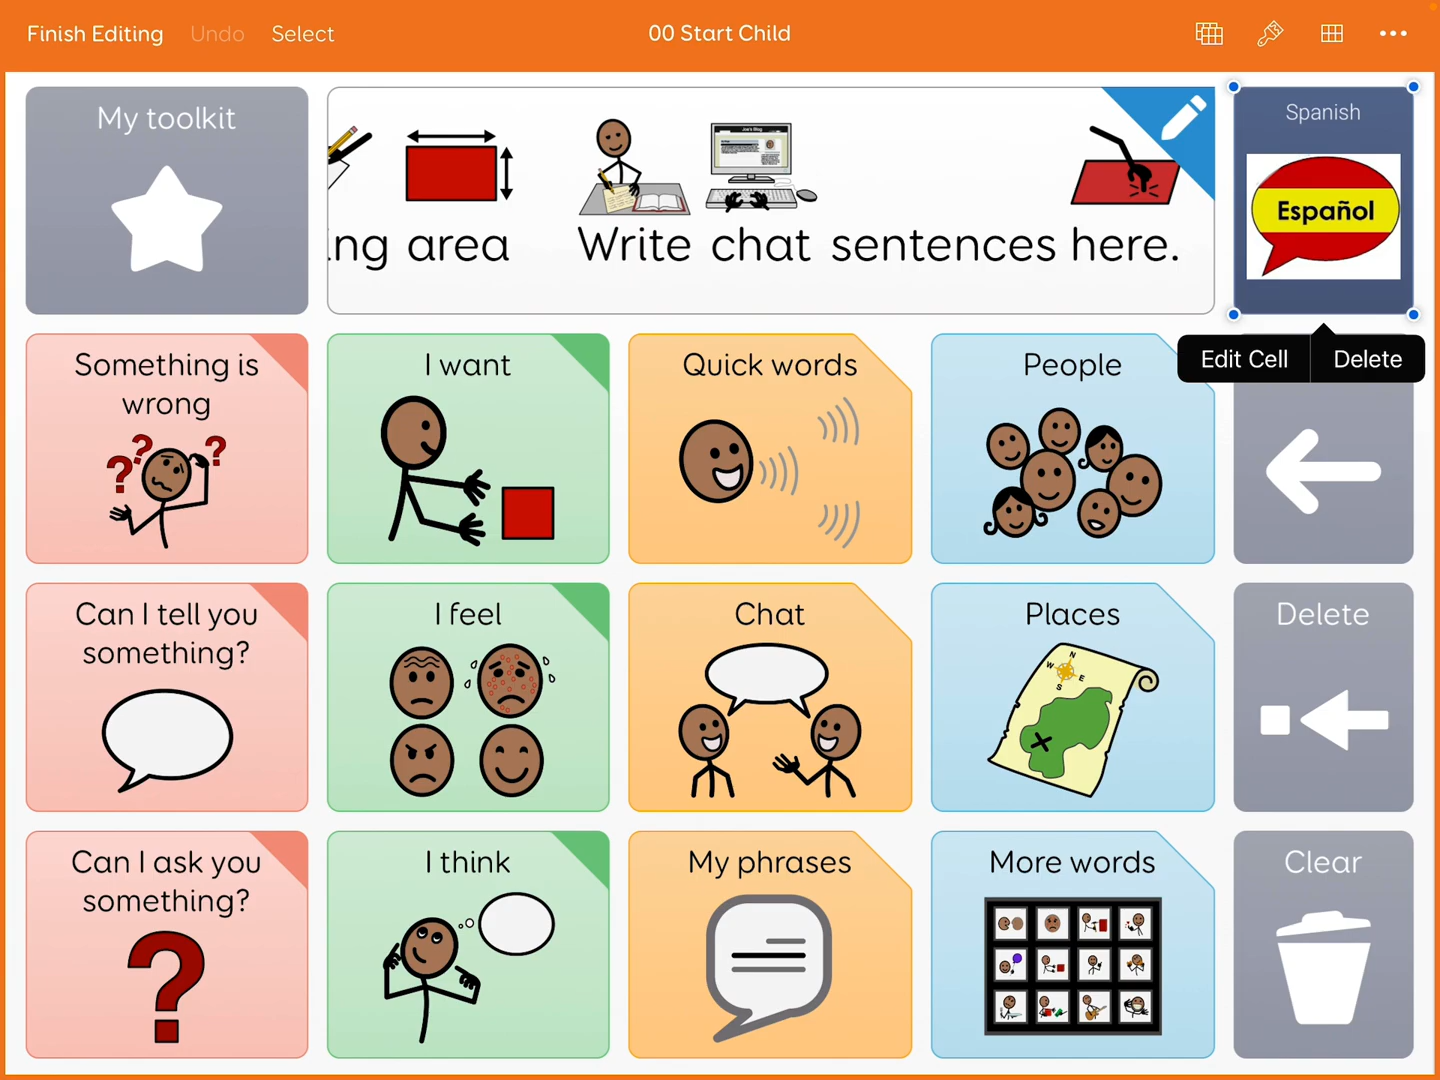 Finish Editing Undo Select 00 Start Child
My toolkit
ing area Write chat sentences here.
Spanish
Español
Edit Cell Delete
Something is
wrong
? ? ?
I want
Quick words
People
Can I tell you
something?
I feel
Chat
Places
N
W E
S
Delete
Can I ask you
something?
?
I think
My phrases
More words
Clear